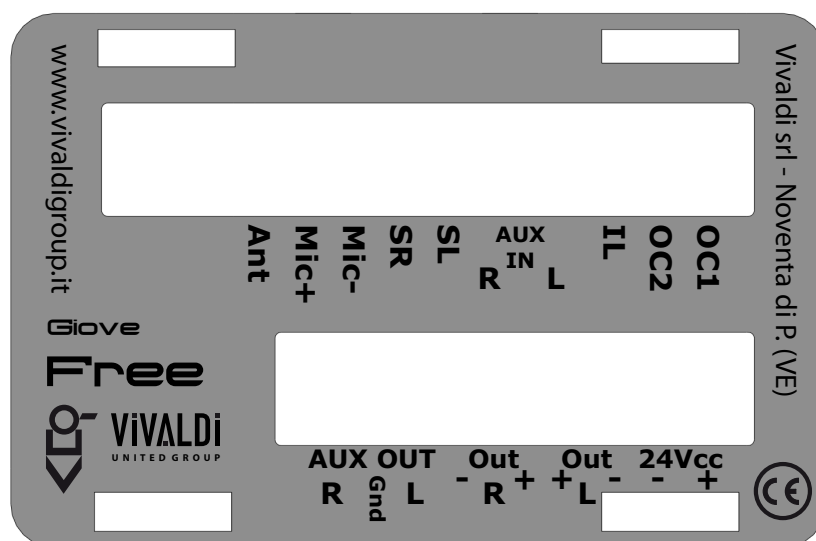 www.vivaldigroup.it
Vivaldi srl - Noventa di P. (VE)
Ant Mic+ Mic- SR SL AUX IN R L IL OC2 OC1
Giove
Free
ViVALDi
UNITED GROUP
AUX OUT Out Out 24Vcc
R Gnd L - R + + L - - +
CE